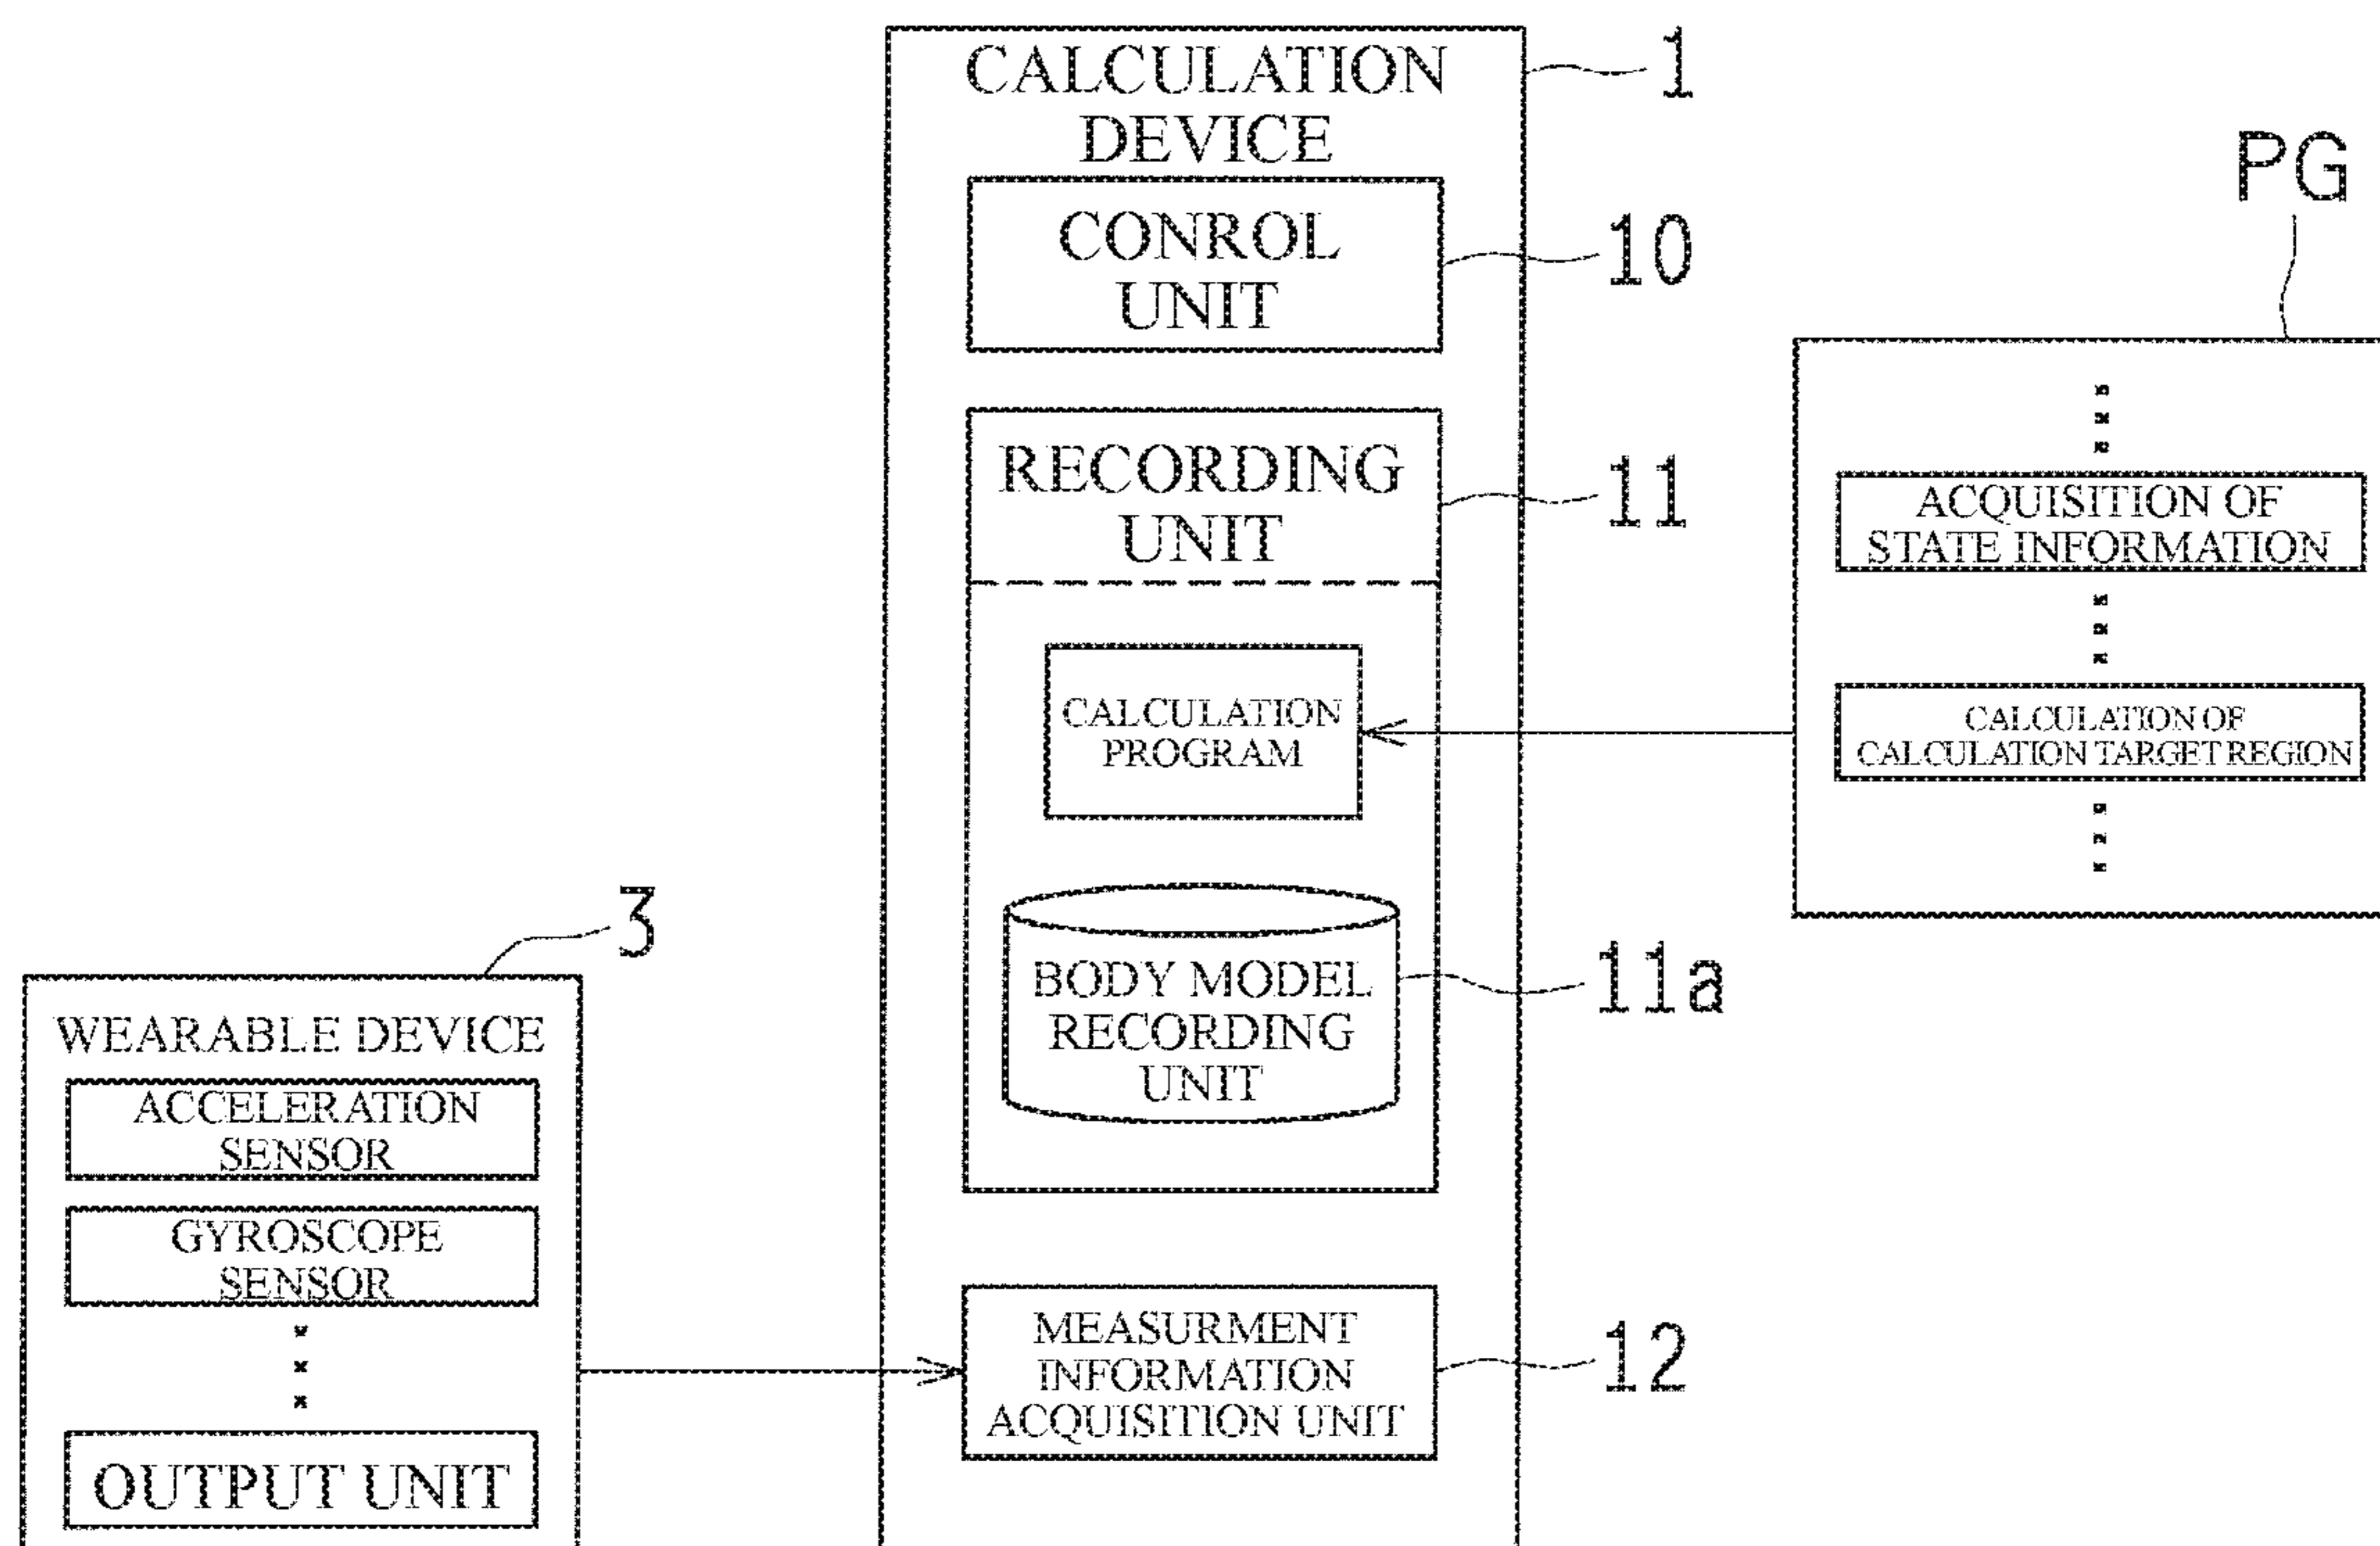 CALCULATION
DEVICE
1
CONROL
UNIT
10
RECORDING
UNIT
11
CALCULATION
PROGRAM
BODY MODEL
RECORDING
UNIT
11a
MEASURMENT
INFORMATION
ACQUISITION UNIT
12
PG
ACQUISITION OF
STATE INFORMATION
CALCULATION OF
CALCULATION TARGET REGION
3
WEARABLE DEVICE
ACCELERATION
SENSOR
GYROSCOPE
SENSOR
OUTPUT UNIT